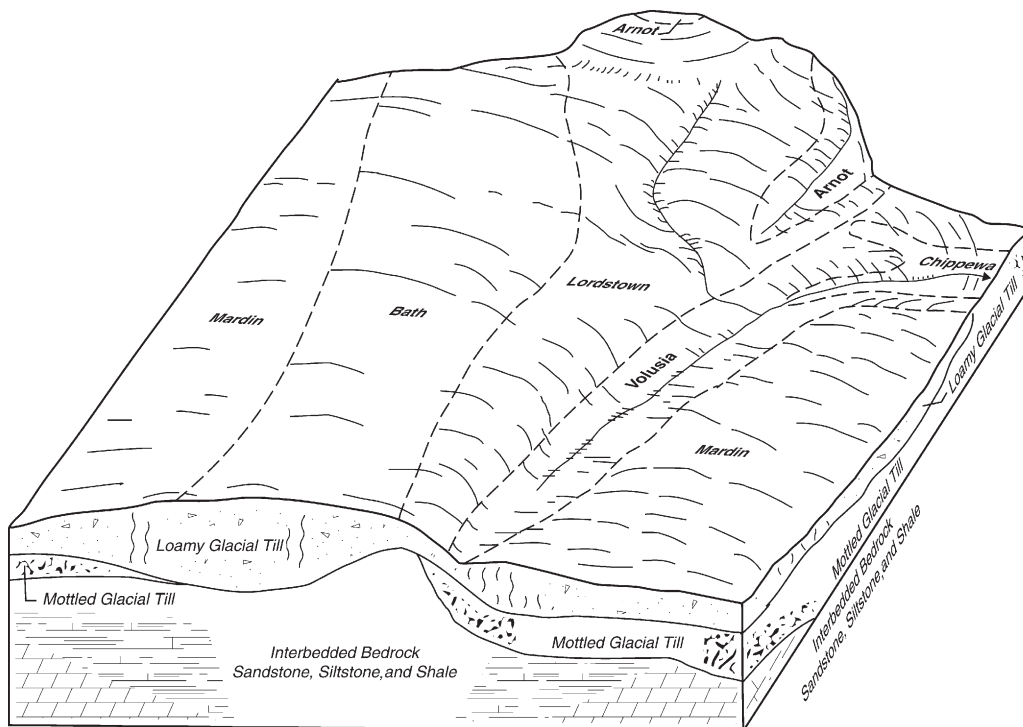 Arnot
Arnot
Chippewa
Lordstown
Mardin
Bath
Volusia
Mardin
Loamy Glacial Till
Loamy Glacial Till
Mottled Glacial Till
Mottled Glacial Till
Mottled Glacial Till
Interbedded Bedrock
Sandstone, Siltstone,and Shale
Interbedded Bedrock
Sandstone, Siltstone,and Shale